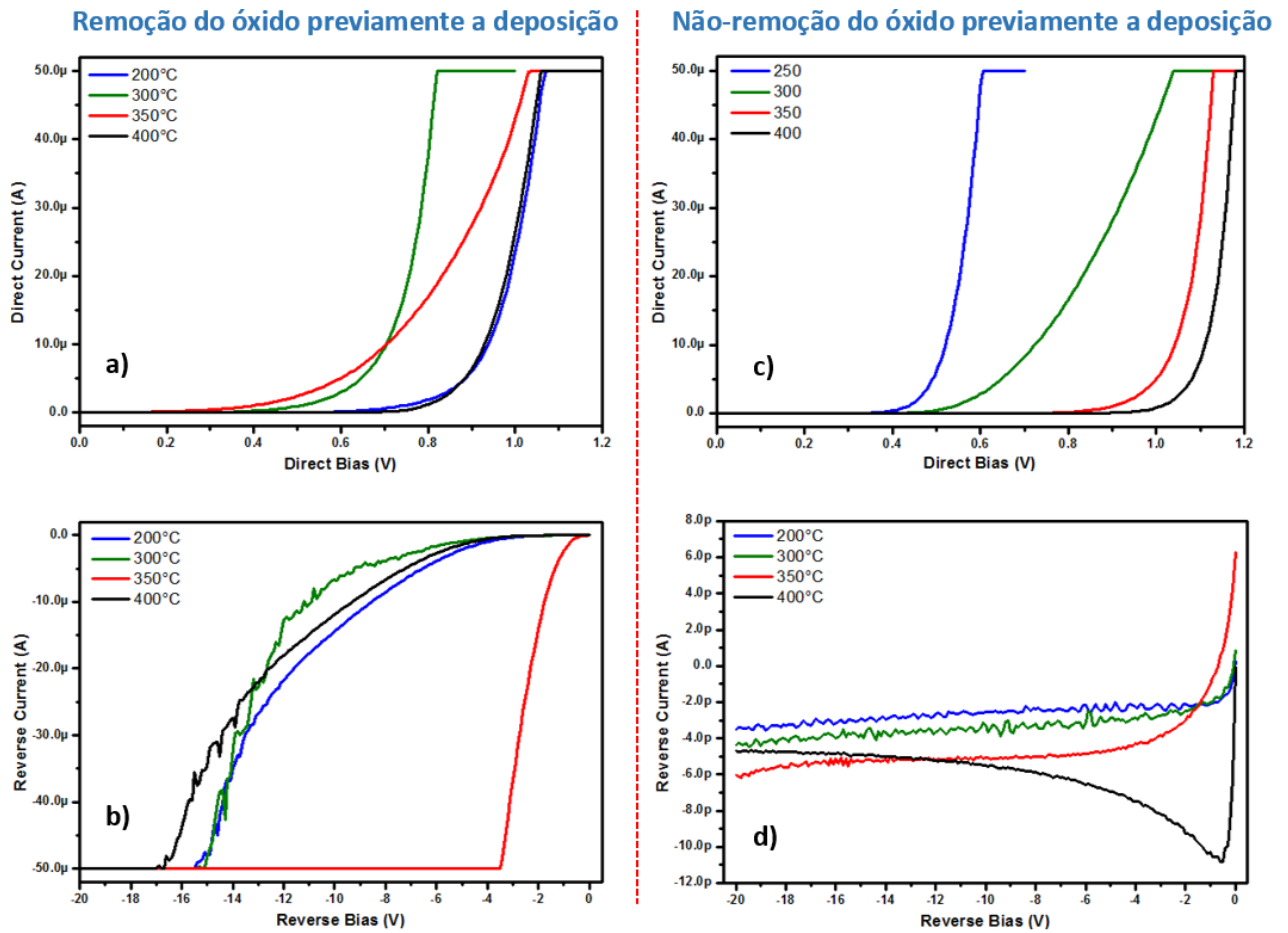 Remoção do óxido previamente a deposição
Não-remoção do óxido previamente a deposição
50.0µ
40.0µ
30.0µ
20.0µ
10.0µ
0.0
Direct Current (A)
200°C
300°C
350°C
400°C
a)
0.0 0.2 0.4 0.6 0.8 1.0 1.2
Direct Bias (V)
50.0µ
40.0µ
30.0µ
20.0µ
10.0µ
0.0
Direct Current (A)
250
300
350
400
c)
0.0 0.2 0.4 0.6 0.8 1.0 1.2
Direct Bias (V)
0.0
-10.0µ
-20.0µ
-30.0µ
-40.0µ
-50.0µ
Reverse Current (A)
200°C
300°C
350°C
400°C
b)
-20 -18 -16 -14 -12 -10 -8 -6 -4 -2 0
Reverse Bias (V)
8.0p
6.0p
4.0p
2.0p
0.0
-2.0p
-4.0p
-6.0p
-8.0p
-10.0p
-12.0p
Reverse Current (A)
200°C
300°C
350°C
400°C
d)
-20 -18 -16 -14 -12 -10 -8 -6 -4 -2 0
Reverse Bias (V)